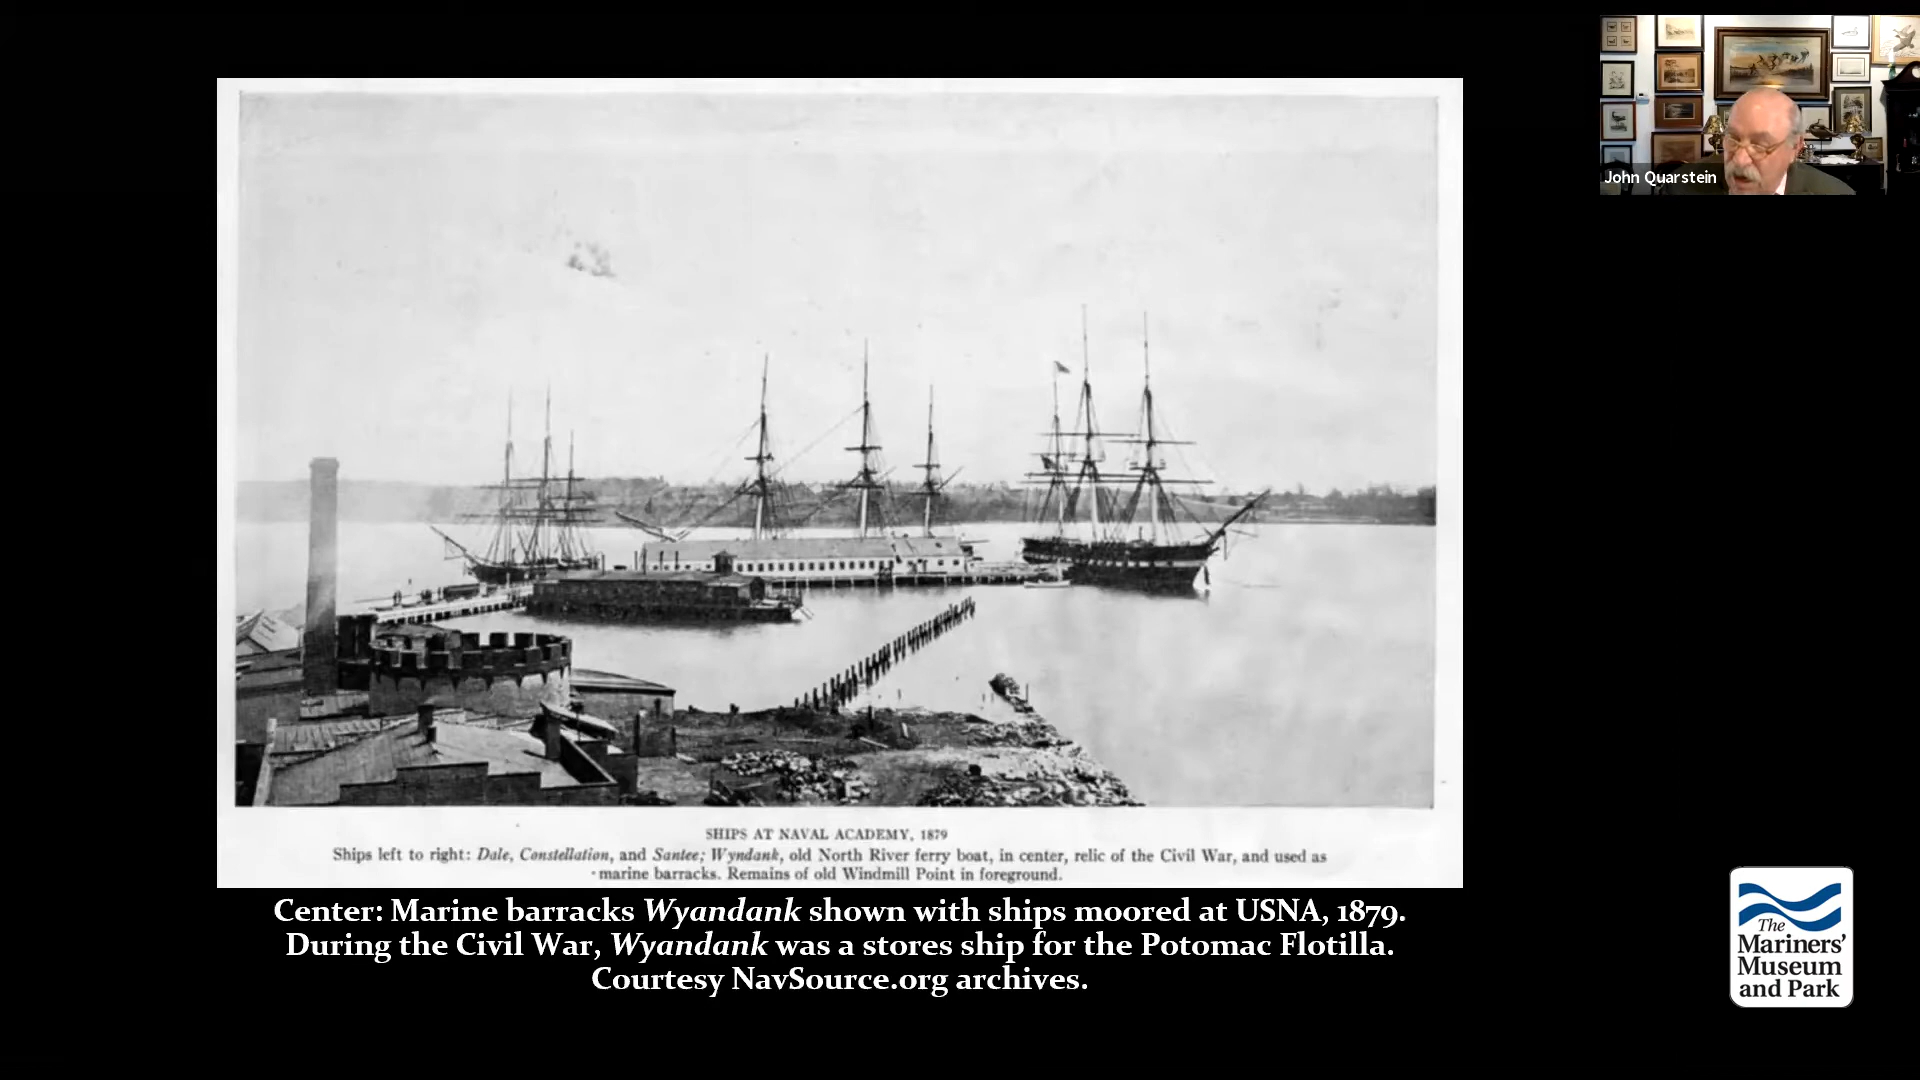 John Quarstein
SHIPS AT NAVAL ACADEMY, 1879
Ships left to right: Dale, Constellation, and Santee; Wyndank, old North River ferry boat, in center, relic of the Civil War, and used as
marine barracks. Remains of old Windmill Point in foreground.
Center: Marine barracks Wyandank shown with ships moored at USNA, 1879.
During the Civil War, Wyandank was a stores ship for the Potomac Flotilla.
Courtesy NavSource.org archives.
The
Mariners'
Museum
and Park